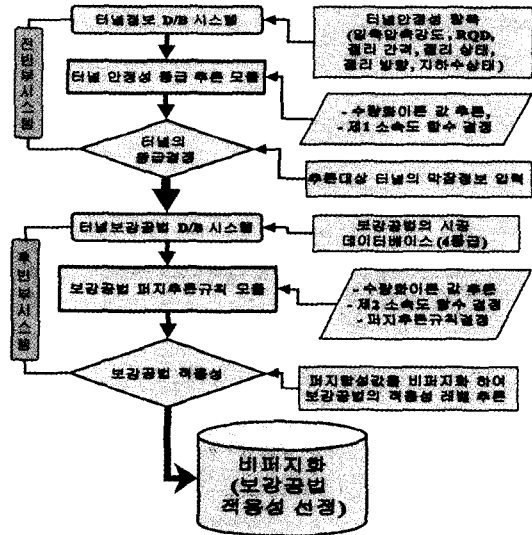 터널정보 D/B 시스템
터널안정성 항목
(일축압축강도, RQD,
절리 간격, 절리 상태,
절리 방향, 지하수상태)
전반부시스템
터널 안정성 등급 추론 모듈
- 수량화이론 값 추론,
- 제1 소속도 함수 결정
터널의
등급결정
추론대상 터널의 막장정보 입력
터널보강공법 D/B 시스템
보강공법의 시공
데이터베이스 (4등급)
후반부시스템
보강공법 퍼지추론규칙 모듈
- 수량화이론 값 추론
- 제2 소속도 함수 결정
- 퍼지추론규칙결정
보강공법 적용성
퍼지합성값을 비퍼지화 하여
보강공법의 적용성 레벨 추론
비퍼지화
(보강공법
적용성 선정)